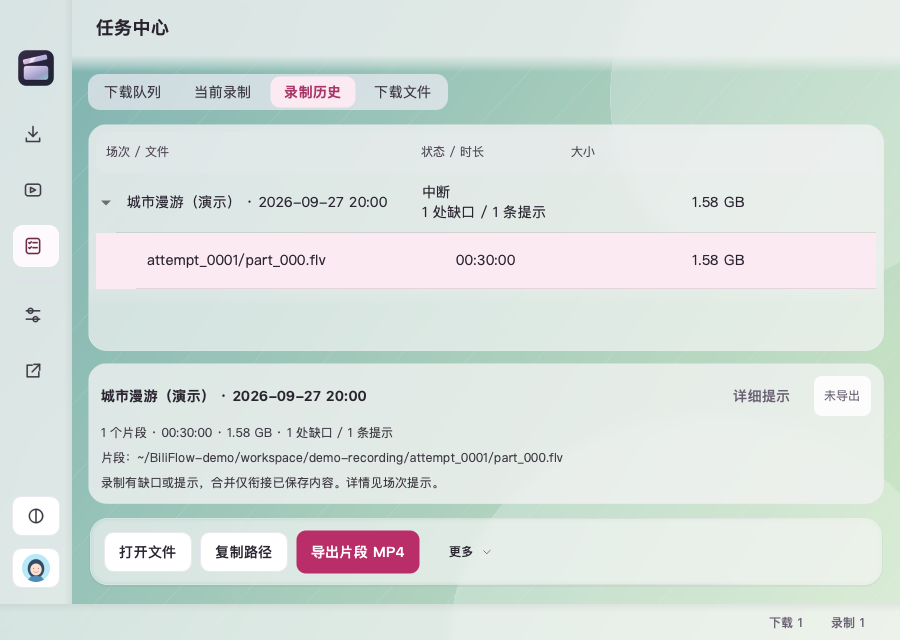 任务中心
下载队列 当前录制 录制历史 下载文件
场次 / 文件 状态 / 时长 大小
城市漫游（演示） · 2026-09-27 20:00 中断 1.58 GB
1 处缺口 / 1 条提示
attempt_0001/part_000.flv 00:30:00 1.58 GB
城市漫游（演示） · 2026-09-27 20:00 详细提示 未导出
1 个片段 · 00:30:00 · 1.58 GB · 1 处缺口 / 1 条提示
片段：~/BiliFlow-demo/workspace/demo-recording/attempt_0001/part_000.flv
录制有缺口或提示，合并仅衔接已保存内容。详情见场次提示。
打开文件 复制路径 导出片段 MP4 更多
下载 1 录制 1